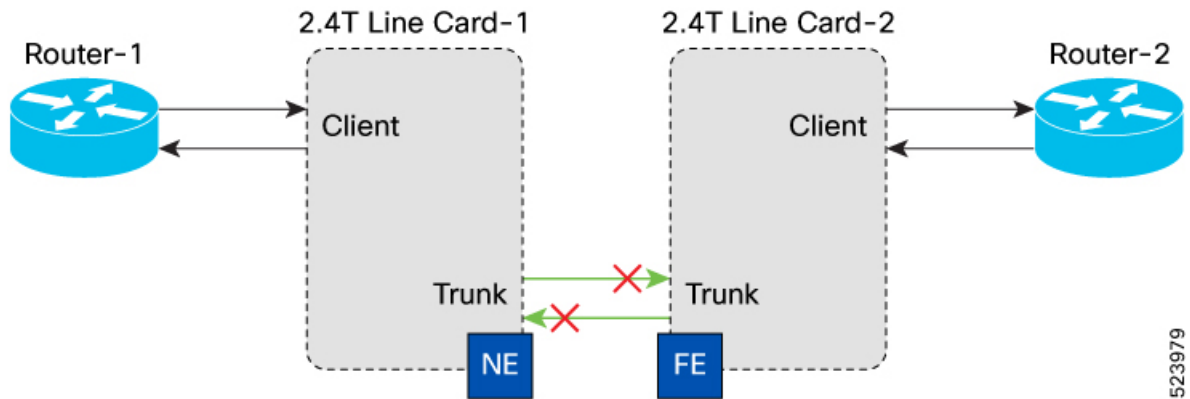 2.4T Line Card-1
2.4T Line Card-2
Router-1
Router-2
Client
Client
Trunk
Trunk
NE
FE
523979